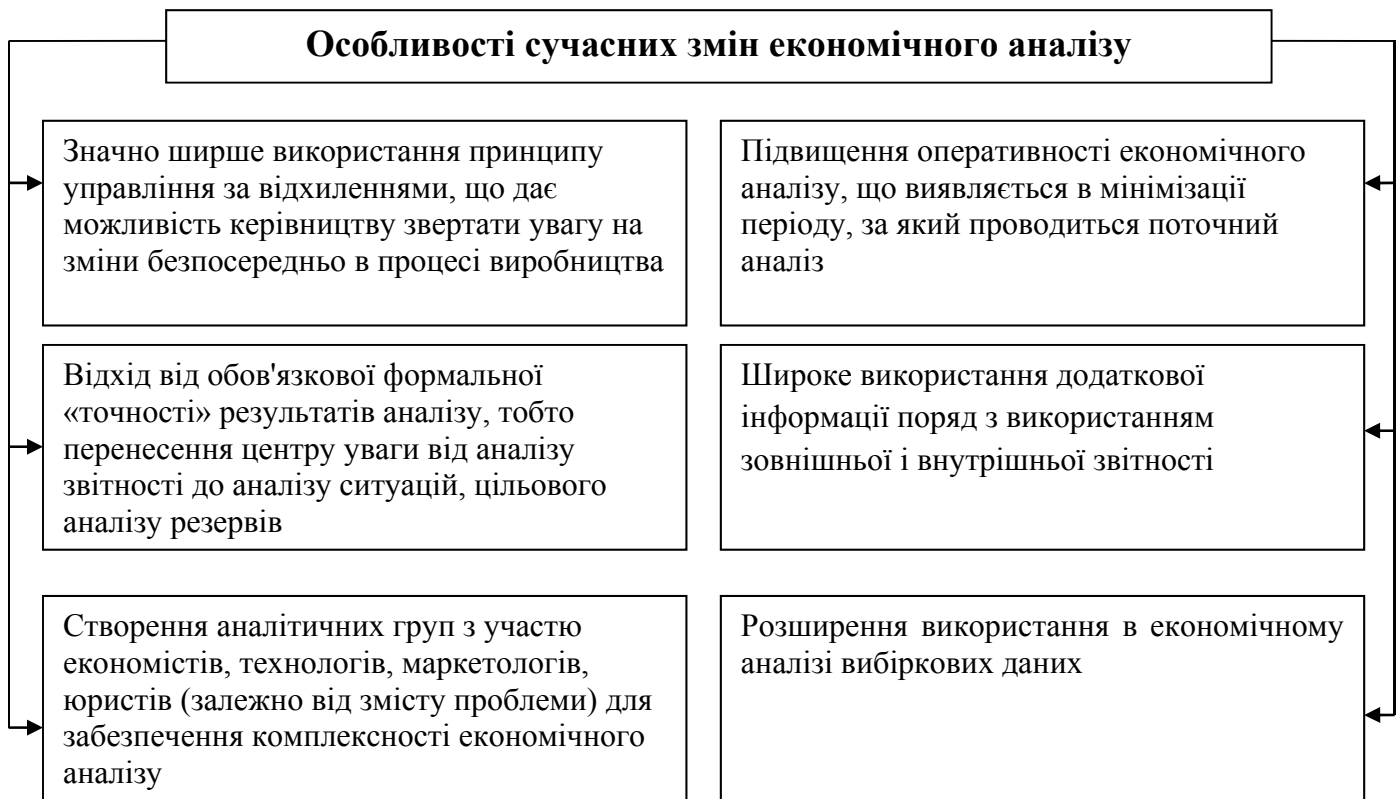 Особливості сучасних змін економічного аналізу
Значно ширше використання принципу
управління за відхиленнями, що дає
можливість керівництву звертати увагу на
зміни безпосередньо в процесі виробництва
Підвищення оперативності економічного
аналізу, що виявляється в мінімізації
періоду, за який проводиться поточний
аналіз
Відхід від обов'язкової формальної
«точності» результатів аналізу, тобто
перенесення центру уваги від аналізу
звітності до аналізу ситуацій, цільового
аналізу резервів
Широке використання додаткової
інформації поряд з використанням
зовнішньої і внутрішньої звітності
Створення аналітичних груп з участю
економістів, технологів, маркетологів,
юристів (залежно від змісту проблеми) для
забезпечення комплексності економічного
аналізу
Розширення використання в економічному
аналізі вибіркових даних